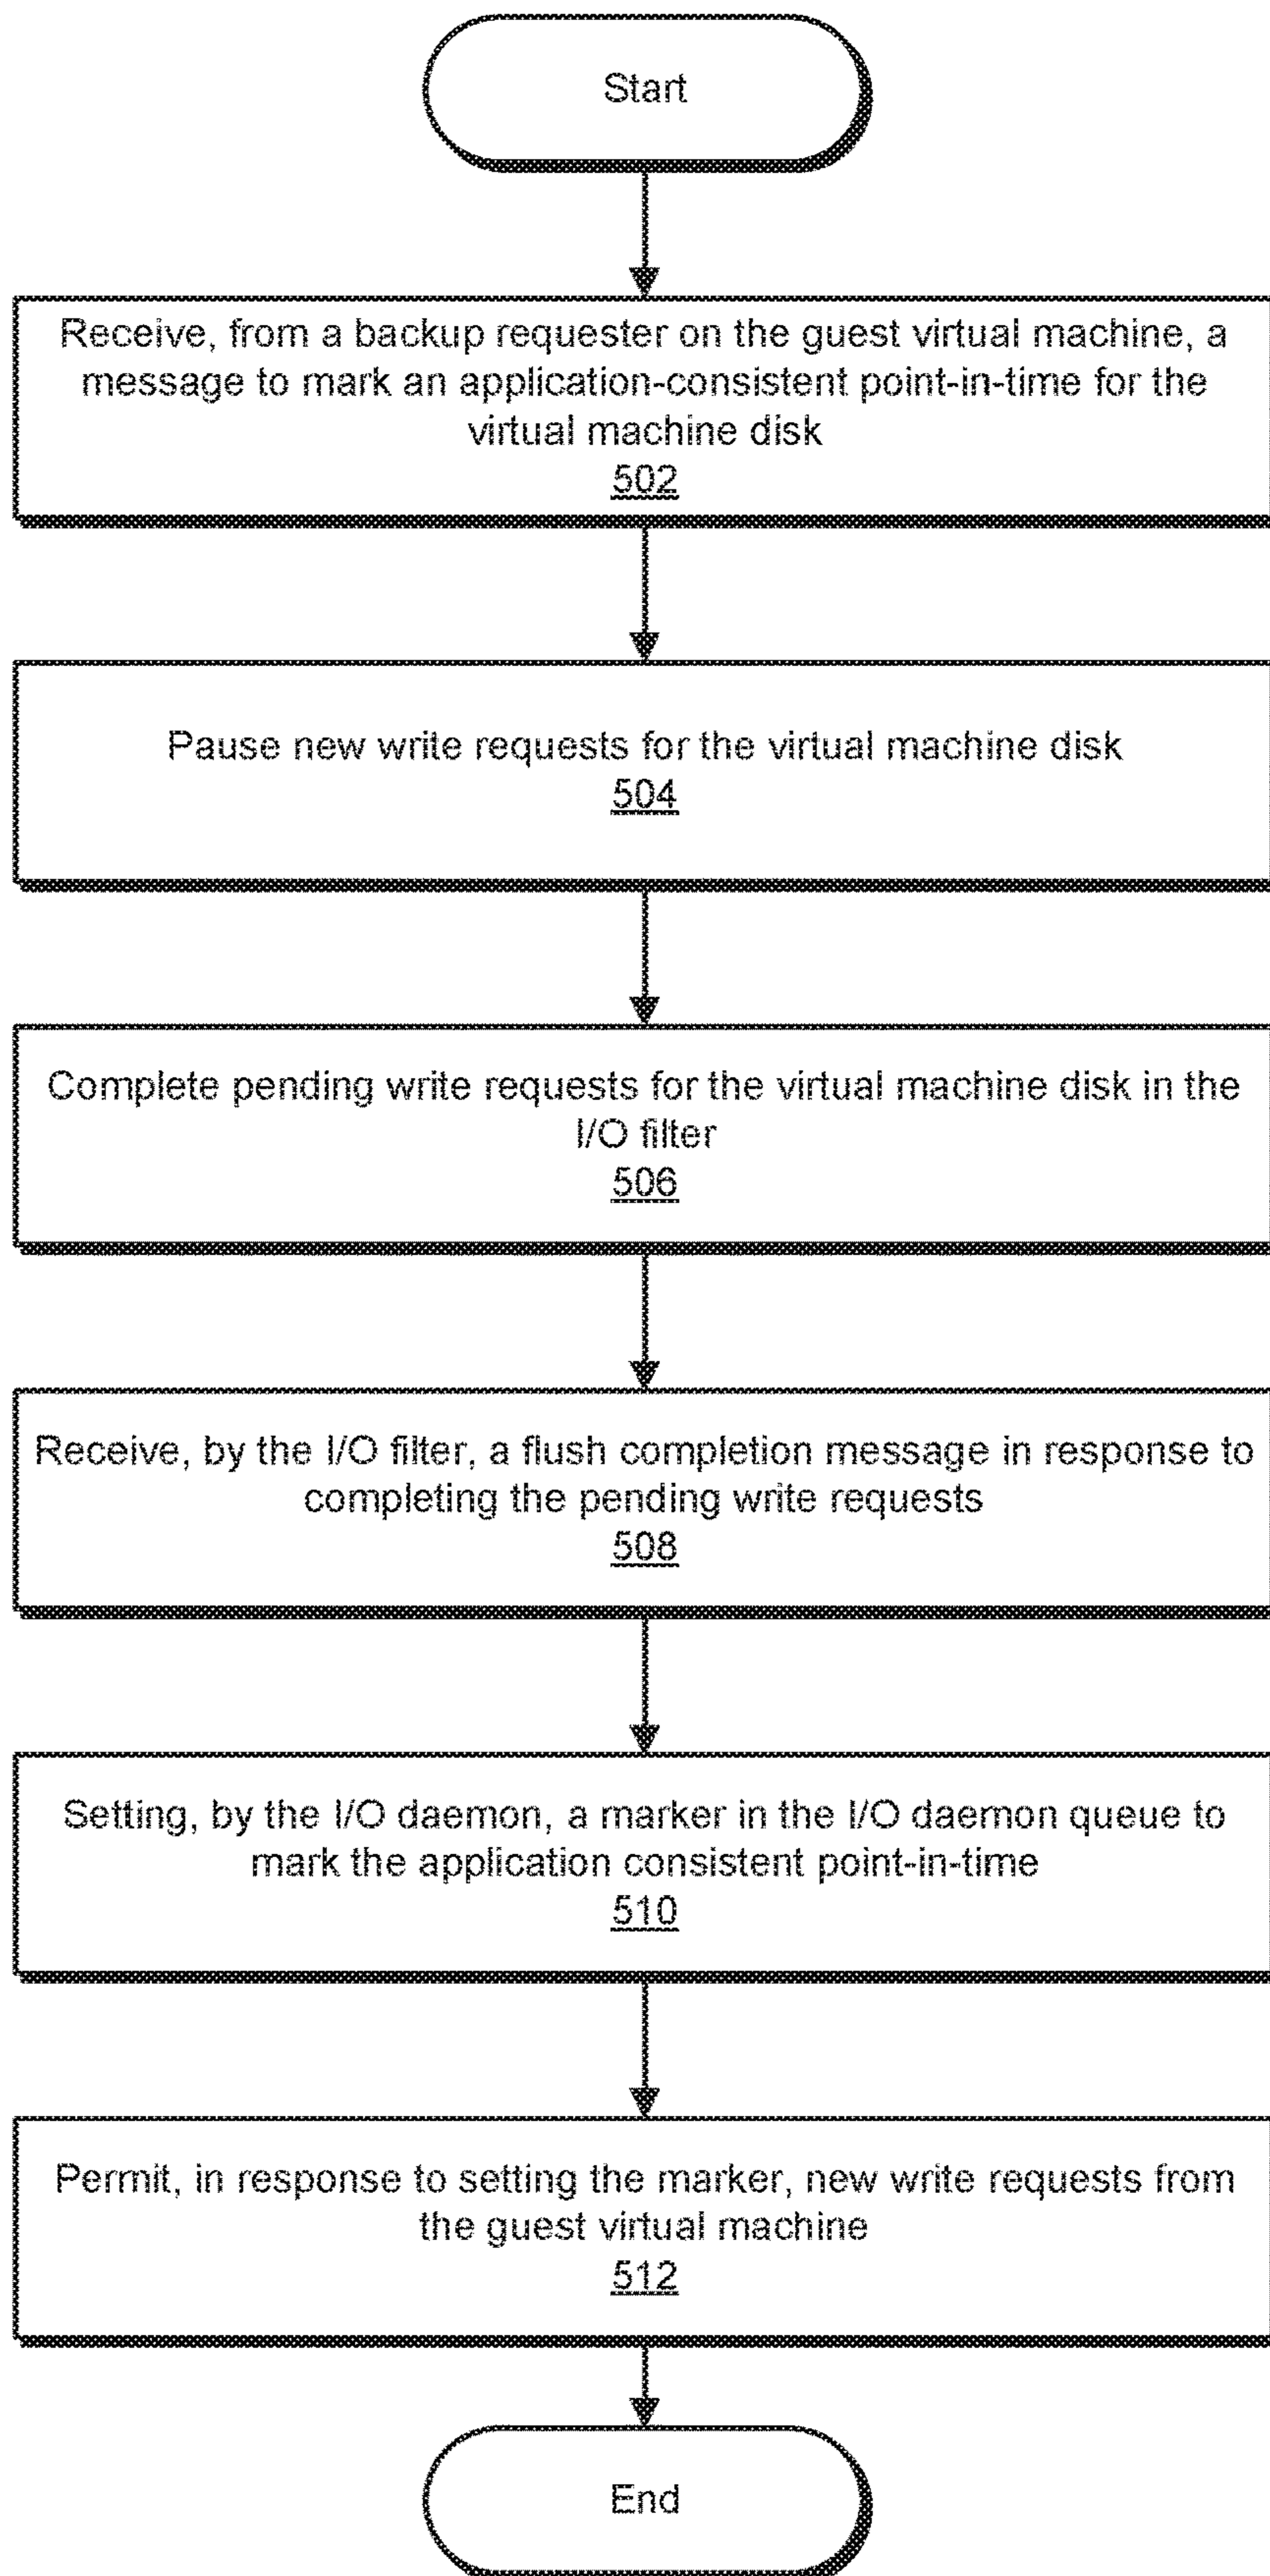 Start
Receive, from a backup requester on the guest virtual machine, a
message to mark an application-consistent point-in-time for the
virtual machine disk
502
Pause new write requests for the virtual machine disk
504
Complete pending write requests for the virtual machine disk in the
I/O filter
506
Receive, by the I/O filter, a flush completion message in response to
completing the pending write requests
508
Setting, by the I/O daemon, a marker in the I/O daemon queue to
mark the application consistent point-in-time
510
Permit, in response to setting the marker, new write requests from
the guest virtual machine
512
End